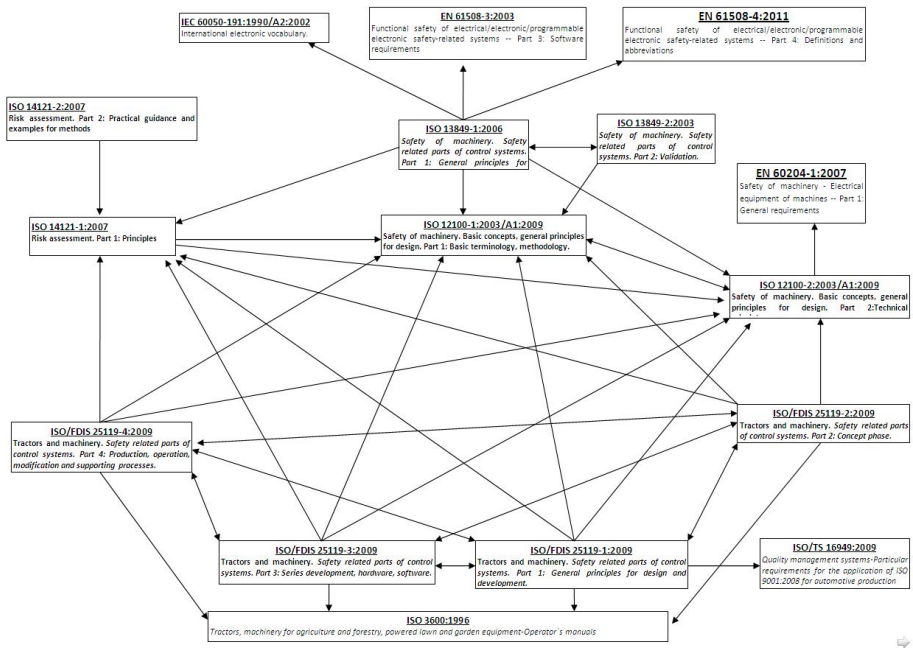 IEC 60050-191:1990/A2:2002
International electronic vocabulary.
EN 61508-3:2003
Functional safety of electrical/electronic/programmable
electronic safety-related systems -- Part 3: Software
requirements
EN 61508-4:2011
Functional safety of electrical/electronic/programmable
electronic safety-related systems -- Part 4: Definitions and
abbreviations
ISO 14121-2:2007
Risk assessment. Part 2: Practical guidance and
examples for methods
ISO 13849-1:2006
Safety of machinery. Safety
related parts of control systems.
Part 1: General principles for
ISO 13849-2:2003
Safety of machinery. Safety
related parts of control
systems. Part 2: Validation.
EN 60204-1:2007
Safety of machinery - Electrical
equipment of machines -- Part 1:
General requirements
ISO 14121-1:2007
Risk assessment. Part 1: Principles
ISO 12100-1:2003/A1:2009
Safety of machinery. Basic concepts, general principles
for design. Part 1: Basic terminology, methodology.
ISO 12100-2:2003/A1:2009
Safety of machinery. Basic concepts, general
principles for design. Part 2:Technical
ISO/FDIS 25119-4:2009
Tractors and machinery. Safety related parts of
control systems. Part 4: Production, operation,
modification and supporting processes.
ISO/FDIS 25119-2:2009
Tractors and machinery. Safety related parts
of control systems. Part 2: Concept phase.
ISO/FDIS 25119-3:2009
Tractors and machinery. Safety related parts of control
systems. Part 3: Series development, hardware, software.
ISO/FDIS 25119-1:2009
Tractors and machinery. Safety related parts of control
systems. Part 1: General principles for design and
development.
ISO/TS 16949:2009
Quality management systems-Particular
requirements for the application of ISO
9001:2008 for automotive production
ISO 3600:1996
Tractors, machinery for agriculture and forestry, powered lawn and garden equipment-Operator´s manuals